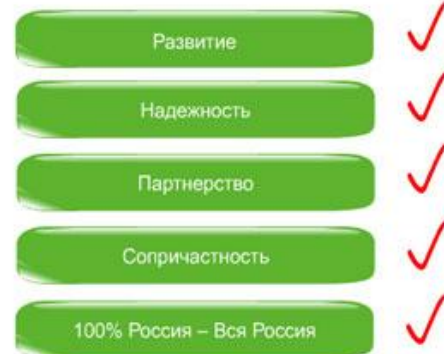 Развитие
Надежность
Партнерство
Сопричастность
100% Россия – Вся Россия